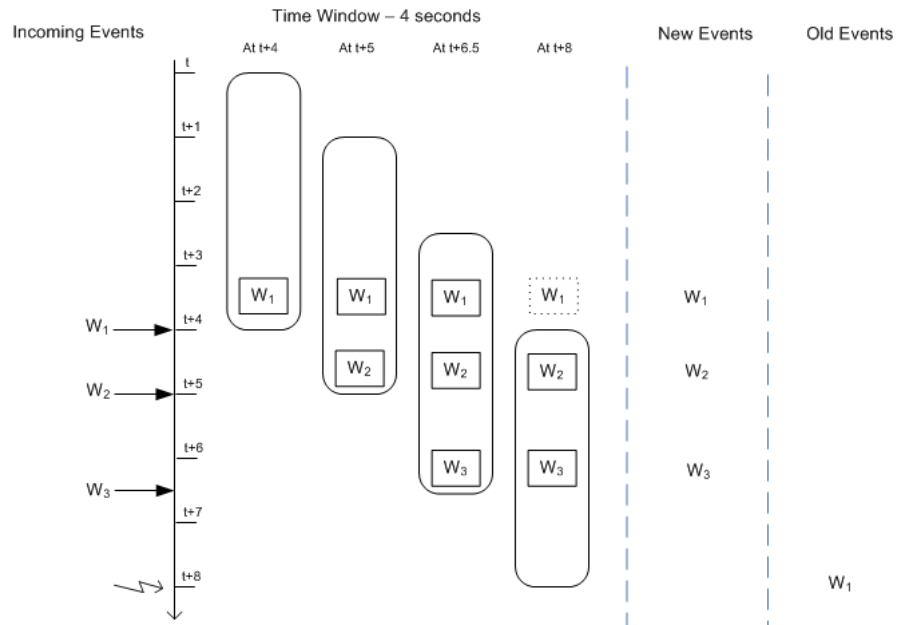 Time Window – 4 seconds
Incoming Events
New Events
Old Events
At t+4
At t+5
At t+6.5
At t+8
t
t+1
t+2
t+3
W₁
W₁
W₁
W₁
W₁
t+4
W₁
W₂
W₂
W₂
W₂
t+5
W₂
t+6
W₃
W₃
W₃
W₃
t+7
t+8
W₁